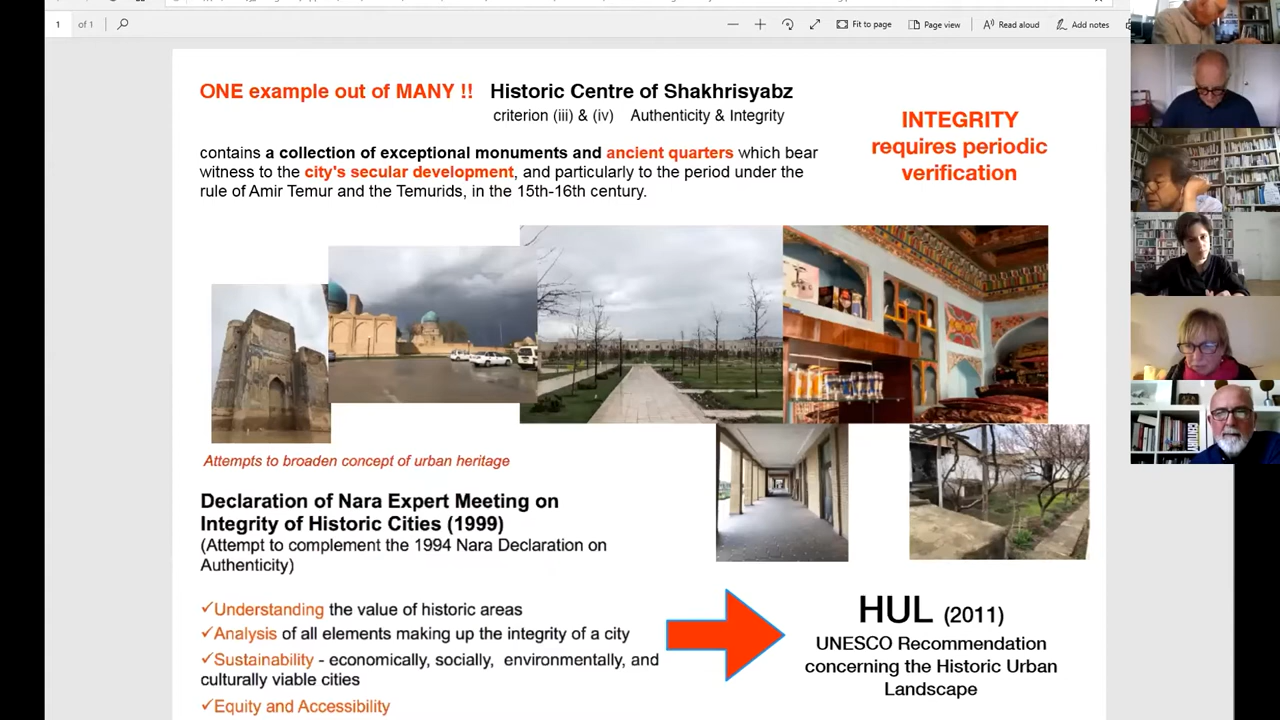 1 of 1
Fit to page
Page view
Read aloud
Add notes
ONE example out of MANY !! Historic Centre of Shakhrisyabz
criterion (iii) & (iv) Authenticity & Integrity
INTEGRITY
requires periodic
verification
contains a collection of exceptional monuments and ancient quarters which bear
witness to the city's secular development, and particularly to the period under the
rule of Amir Temur and the Temurids, in the 15th-16th century.
Attempts to broaden concept of urban heritage
Declaration of Nara Expert Meeting on
Integrity of Historic Cities (1999)
(Attempt to complement the 1994 Nara Declaration on
Authenticity)
✓Understanding the value of historic areas
✓Analysis of all elements making up the integrity of a city
✓Sustainability - economically, socially, environmentally, and
culturally viable cities
✓Equity and Accessibility
HUL (2011)
UNESCO Recommendation
concerning the Historic Urban
Landscape